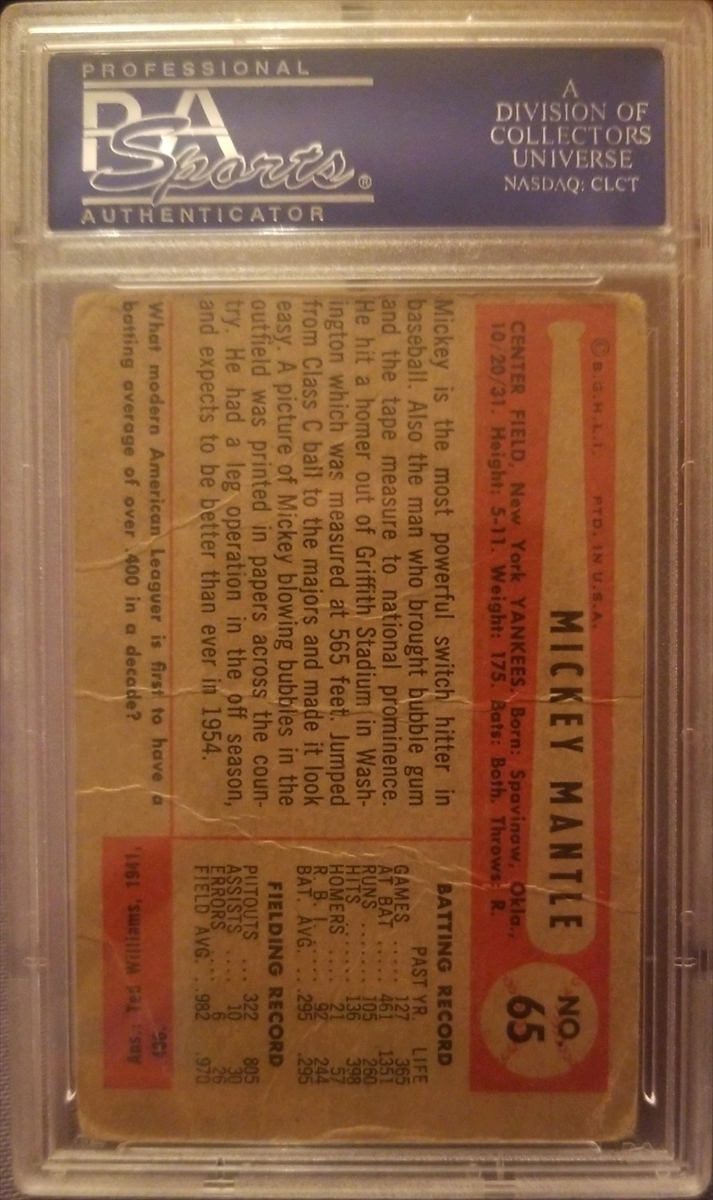 PROFESSIONAL
PSA
Sports®
AUTHENTICATOR
A
DIVISION OF
COLLECTORS
UNIVERSE
NASDAQ: CLCT
© B.G.H.L.I. PTD. IN U.S.A.
MICKEY MANTLE
NO.
65
CENTER FIELD, New York YANKEES. Born: Spavinaw, Okla.,
10/20/31. Height: 5-11. Weight: 175. Bats: Both. Throws: R.
Mickey is the most powerful switch hitter in
baseball. Also the man who brought bubble gum
and the tape measure to national prominence.
He hit a homer out of Griffith Stadium in Wash-
ington which was measured at 565 feet. Jumped
from Class C ball to the majors and made it look
easy. A picture of Mickey blowing bubbles in the
outfield was printed in papers across the coun-
try. He had a leg operation in the off season,
and expects to be better than ever in 1954.
BATTING RECORD
PAST YR. LIFE
GAMES ..... 127 365
AT BAT ..... 461 1351
RUNS ....... 105 260
HITS ....... 136 398
HOMERS .... 21 57
R. B. I. ..... 92 244
BAT. AVG. .. .295 .295
FIELDING RECORD
PUTOUTS ... 322 805
ASSISTS .... 10 30
ERRORS .... 6 26
FIELD AVG. .. .982 .970
What modern American Leaguer is first to have a
batting average of over .400 in a decade?
Ans.: Ted Williams, 1941,
.406.